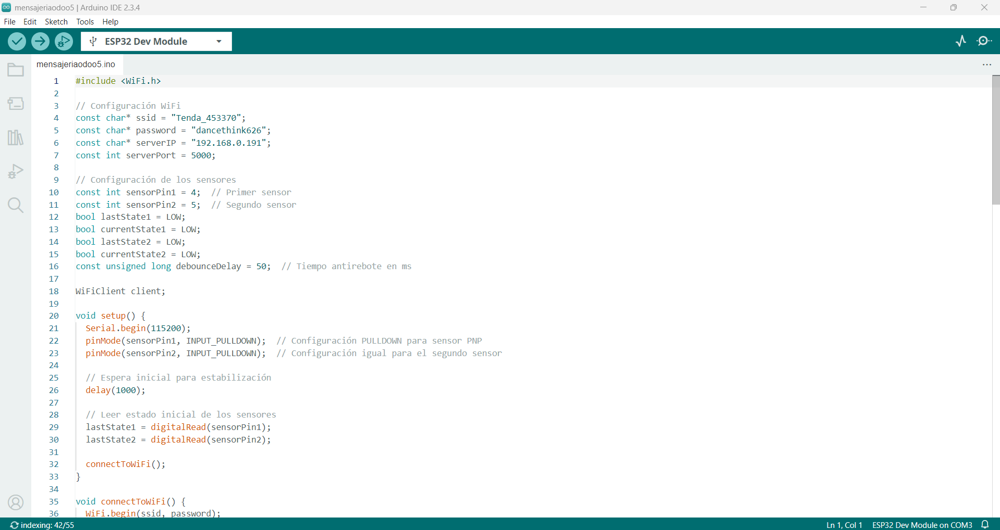 mensajeriaodoo5 | Arduino IDE 2.3.4
File Edit Sketch Tools Help
ESP32 Dev Module
mensajeriaodoo5.ino
1 #include <WiFi.h>
2
3 // Configuración WiFi
4 const char* ssid = "Tenda_453370";
5 const char* password = "dancethink626";
6 const char* serverIP = "192.168.0.191";
7 const int serverPort = 5000;
8
9 // Configuración de los sensores
10 const int sensorPin1 = 4;  // Primer sensor
11 const int sensorPin2 = 5;  // Segundo sensor
12 bool lastState1 = LOW;
13 bool currentState1 = LOW;
14 bool lastState2 = LOW;
15 bool currentState2 = LOW;
16 const unsigned long debounceDelay = 50;  // Tiempo antirebote en ms
17
18 WiFiClient client;
19
20 void setup() {
21   Serial.begin(115200);
22   pinMode(sensorPin1, INPUT_PULLDOWN);  // Configuración PULLDOWN para sensor PNP
23   pinMode(sensorPin2, INPUT_PULLDOWN);  // Configuración igual para el segundo sensor
24
25   // Espera inicial para estabilización
26   delay(1000);
27
28   // Leer estado inicial de los sensores
29   lastState1 = digitalRead(sensorPin1);
30   lastState2 = digitalRead(sensorPin2);
31
32   connectToWiFi();
33 }
34
35 void connectToWiFi() {
36   WiFi.begin(ssid, password);
indexing: 42/55
Ln 1, Col 1 ESP32 Dev Module on COM3